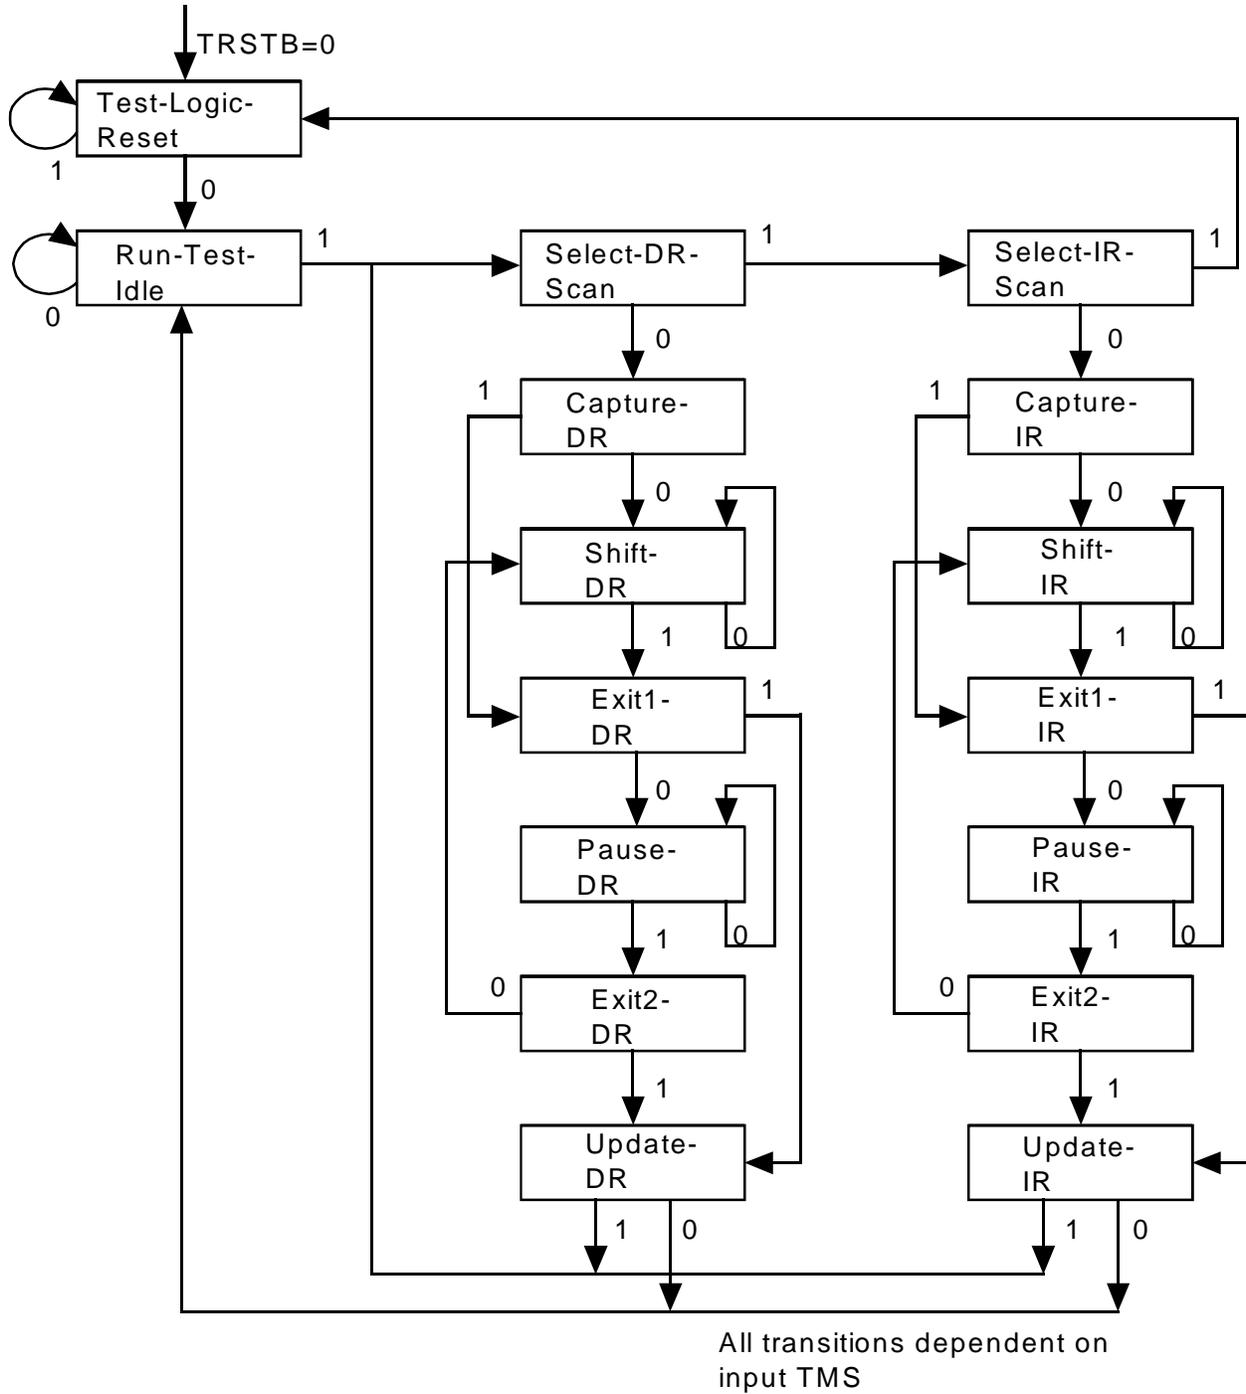 TRSTB=0
Test-Logic-
Reset
1
0
Run-Test-
Idle
0
1
Select-DR-
Scan
1
Select-IR-
Scan
1
0
0
1
Capture-
DR
1
Capture-
IR
0
0
Shift-
DR
Shift-
IR
1
0
1
0
Exit1-
DR
1
Exit1-
IR
1
0
0
Pause-
DR
Pause-
IR
1
0
1
0
0
Exit2-
DR
0
Exit2-
IR
1
1
Update-
DR
Update-
IR
1
0
1
0
All transitions dependent on
input TMS